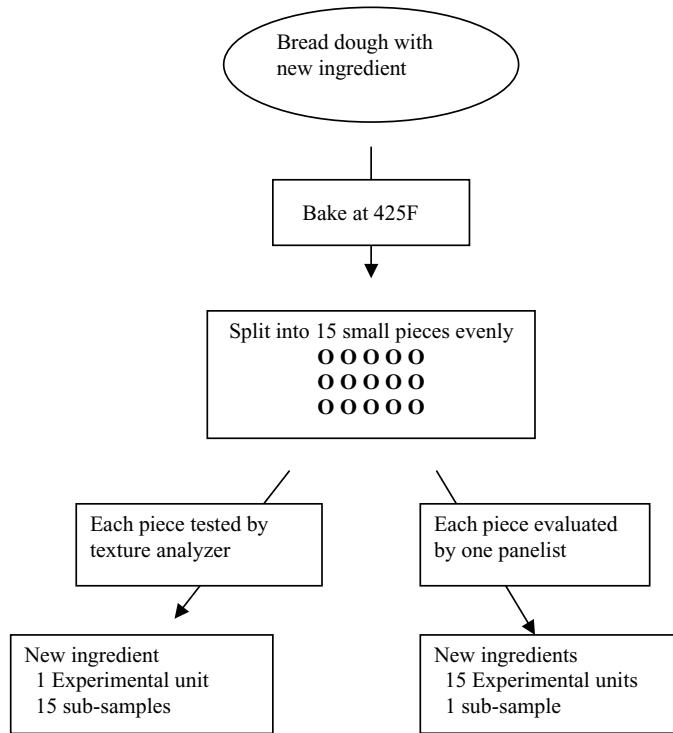 Bread dough with
new ingredient
Bake at 425F
Split into 15 small pieces evenly
O O O O O
O O O O O
O O O O O
Each piece tested by
texture analyzer
Each piece evaluated
by one panelist
New ingredient
1 Experimental unit
15 sub-samples
New ingredients
15 Experimental units
1 sub-sample